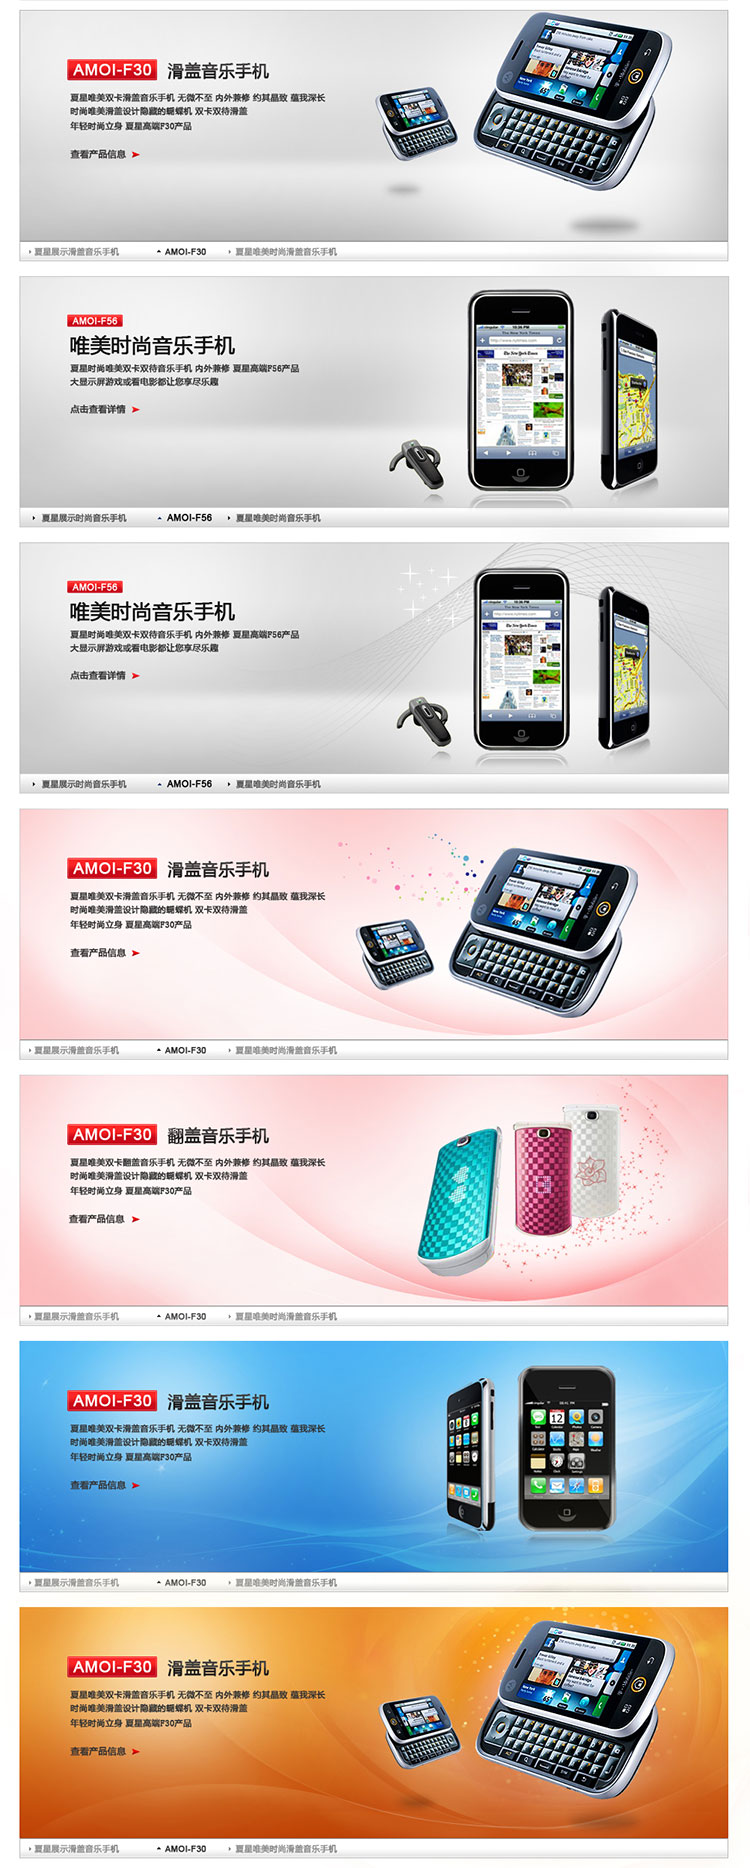 AMOI-F30 滑盖音乐手机
夏星唯美双卡滑盖音乐手机 无微不至 内外兼修 约其晶致 蕴我深长
时尚唯美滑盖设计隐藏的蝴蝶机 双卡双待滑盖
年轻时尚立身 夏星高端F30产品
查看产品信息
夏星展示滑盖音乐手机 AMOI-F30 夏星唯美时尚滑盖音乐手机
AMOI-F56
唯美时尚音乐手机
夏星时尚唯美双卡双待音乐手机 内外兼修 夏星高端F56产品
大显示屏游戏或看电影都让您享尽乐趣
点击查看详情
The New York Times
夏星展示时尚音乐手机 AMOI-F56 夏星唯美时尚音乐手机
AMOI-F56
唯美时尚音乐手机
夏星时尚唯美双卡双待音乐手机 内外兼修 夏星高端F56产品
大显示屏游戏或看电影都让您享尽乐趣
点击查看详情
The New York Times
夏星展示时尚音乐手机 AMOI-F56 夏星唯美时尚音乐手机
AMOI-F30 滑盖音乐手机
夏星唯美双卡滑盖音乐手机 无微不至 内外兼修 约其晶致 蕴我深长
时尚唯美滑盖设计隐藏的蝴蝶机 双卡双待滑盖
年轻时尚立身 夏星高端F30产品
查看产品信息
夏星展示滑盖音乐手机 AMOI-F30 夏星唯美时尚滑盖音乐手机
AMOI-F30 翻盖音乐手机
夏星唯美双卡翻盖音乐手机 无微不至 内外兼修 约其晶致 蕴我深长
时尚唯美滑盖设计隐藏的蝴蝶机 双卡双待滑盖
年轻时尚立身 夏星高端F30产品
查看产品信息
夏星展示滑盖音乐手机 AMOI-F30 夏星唯美时尚滑盖音乐手机
AMOI-F30 滑盖音乐手机
夏星唯美双卡滑盖音乐手机 无微不至 内外兼修 约其晶致 蕴我深长
时尚唯美滑盖设计隐藏的蝴蝶机 双卡双待滑盖
年轻时尚立身 夏星高端F30产品
查看产品信息
夏星展示滑盖音乐手机 AMOI-F30 夏星唯美时尚滑盖音乐手机
AMOI-F30 滑盖音乐手机
夏星唯美双卡滑盖音乐手机 无微不至 内外兼修 约其晶致 蕴我深长
时尚唯美滑盖设计隐藏的蝴蝶机 双卡双待滑盖
年轻时尚立身 夏星高端F30产品
查看产品信息
夏星展示滑盖音乐手机 AMOI-F30 夏星唯美时尚滑盖音乐手机